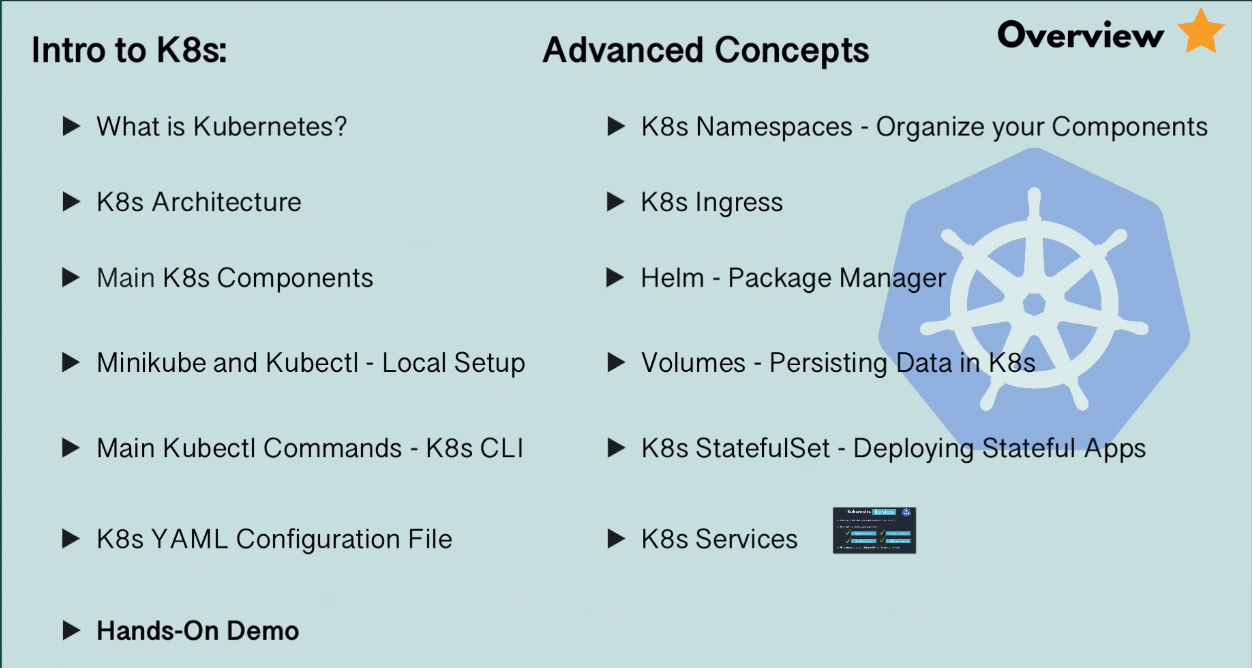 Overview
Intro to K8s:
What is Kubernetes?
K8s Architecture
Main K8s Components
Minikube and Kubectl - Local Setup
Main Kubectl Commands - K8s CLI
K8s YAML Configuration File
Hands-On Demo
Advanced Concepts
K8s Namespaces - Organize your Components
K8s Ingress
Helm - Package Manager
Volumes - Persisting Data in K8s
K8s StatefulSet - Deploying Stateful Apps
K8s Services
Kubernetes Services